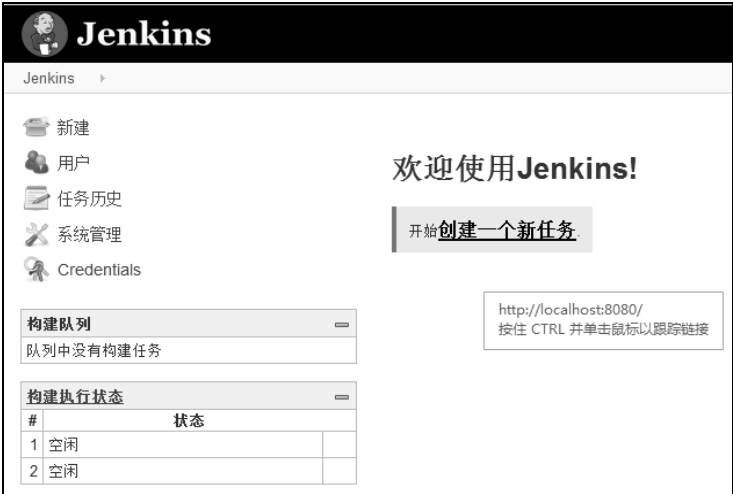 Jenkins
Jenkins
新建
用户
任务历史
系统管理
Credentials
欢迎使用Jenkins!
开始创建一个新任务.
http://localhost:8080/
按住 CTRL 并单击鼠标以跟踪链接
构建队列
队列中没有构建任务
构建执行状态
# 状态
1 空闲
2 空闲